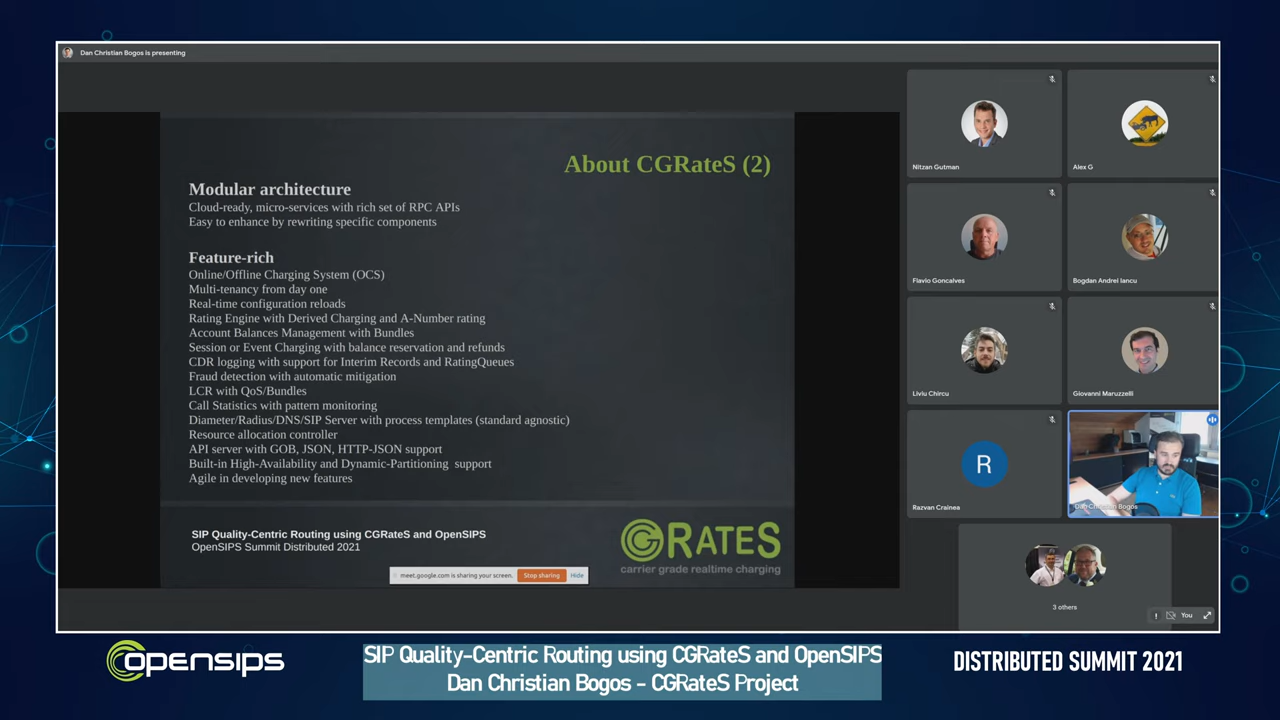 Dan Christian Bogos is presenting
About CGRateS (2)
Modular architecture
Cloud-ready, micro-services with rich set of RPC APIs
Easy to enhance by rewriting specific components
Feature-rich
Online/Offline Charging System (OCS)
Multi-tenancy from day one
Real-time configuration reloads
Rating Engine with Derived Charging and A-Number rating
Account Balances Management with Bundles
Session or Event Charging with balance reservation and refunds
CDR logging with support for Interim Records and RatingQueues
Fraud detection with automatic mitigation
LCR with QoS/Bundles
Call Statistics with pattern monitoring
Diameter/Radius/DNS/SIP Server with process templates (standard agnostic)
Resource allocation controller
API server with GOB, JSON, HTTP-JSON support
Built-in High-Availability and Dynamic-Partitioning support
Agile in developing new features
SIP Quality-Centric Routing using CGRateS and OpenSIPS
OpenSIPS Summit Distributed 2021
CGRATES
carrier grade realtime charging
meet.google.com is sharing your screen.
Stop sharing
Hide
Nitzan Gutman
Alex G
Flavio Goncalves
Bogdan Andrei Iancu
Liviu Chircu
Giovanni Maruzzelli
R
Razvan Crainea
Dan Christian Bogos
3 others
You
opensips
SIP Quality-Centric Routing using CGRateS and OpenSIPS
Dan Christian Bogos - CGRateS Project
DISTRIBUTED SUMMIT 2021